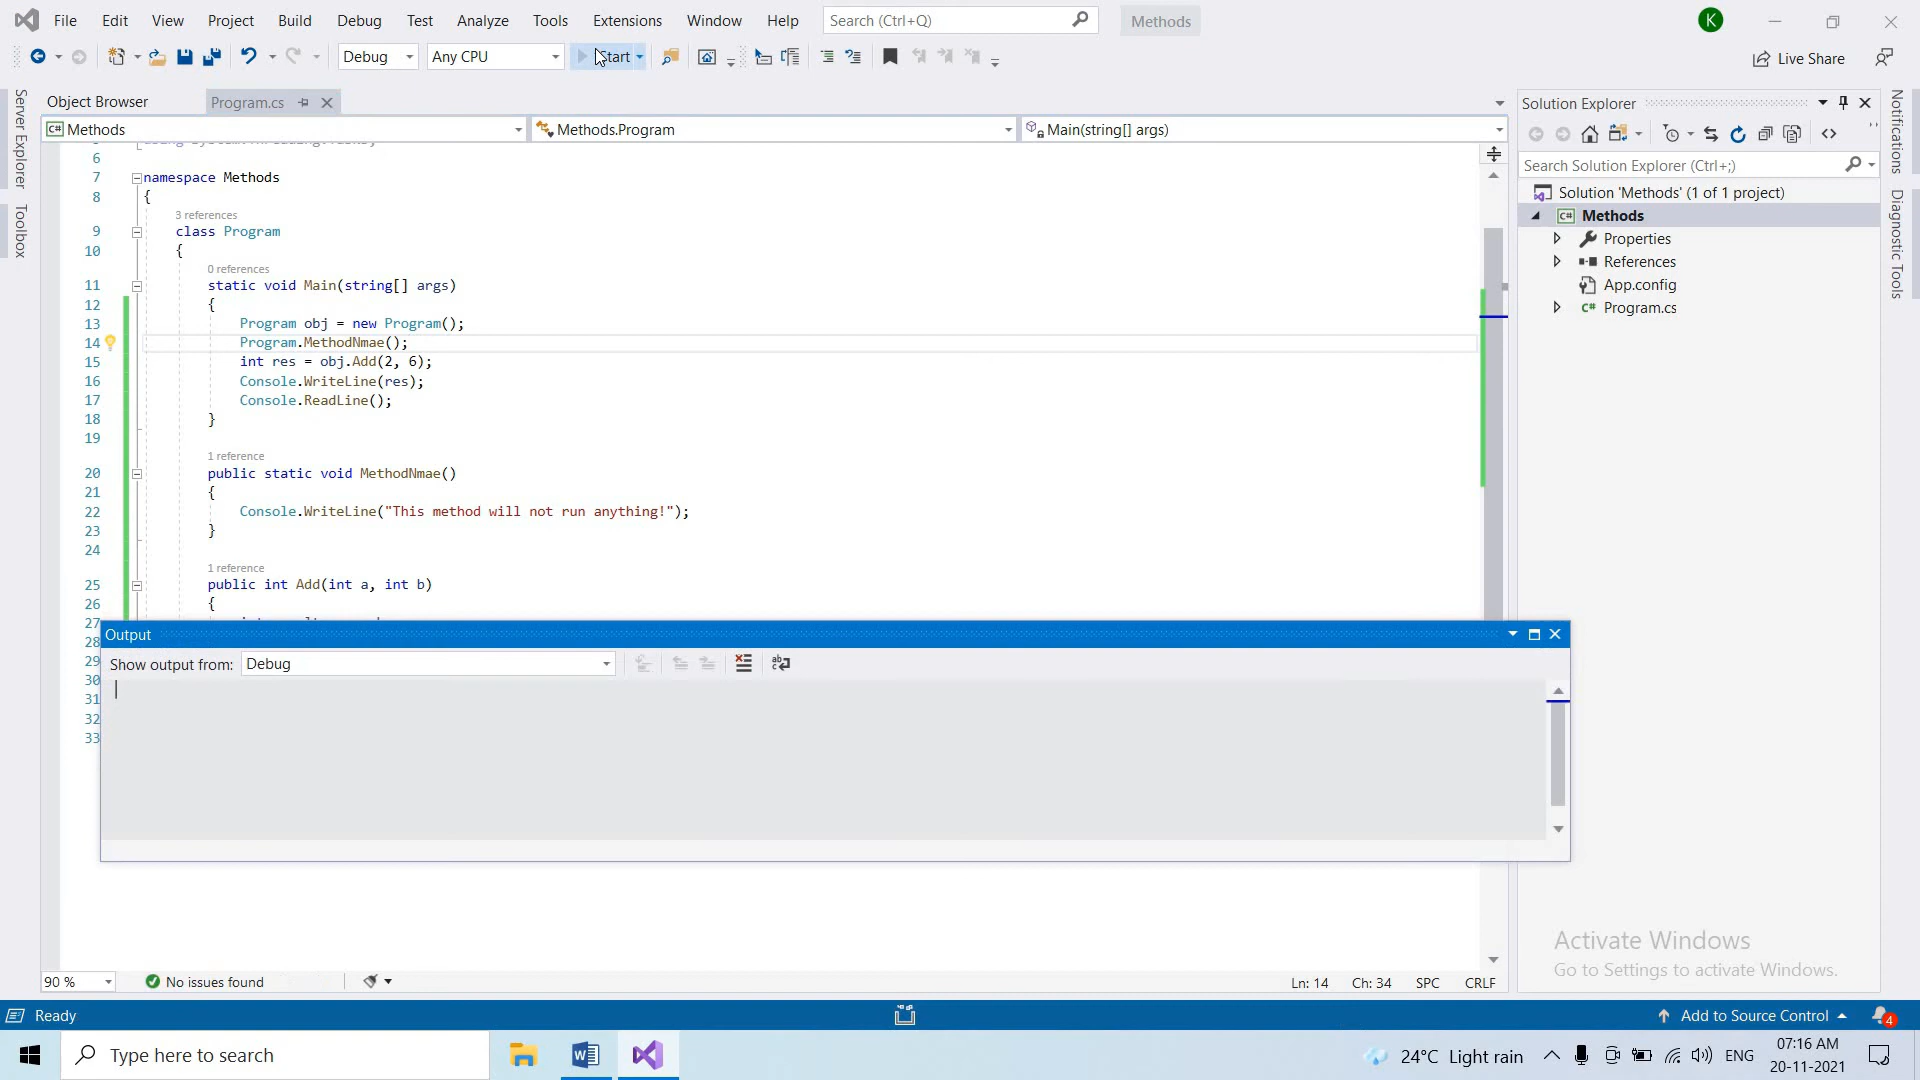 File Edit View Project Build Debug Test Analyze Tools Extensions Window Help Search (Ctrl+Q) Methods K
Debug Any CPU Start Live Share
Server Explorer
Toolbox
Object Browser Program.cs
Methods Methods.Program Main(string[] args)
6
7 namespace Methods
8 {
3 references
9 class Program
10 {
0 references
11 static void Main(string[] args)
12 {
13 Program obj = new Program();
14 Program.MethodNmae();
15 int res = obj.Add(2, 6);
16 Console.WriteLine(res);
17 Console.ReadLine();
18 }
19
1 reference
20 public static void MethodNmae()
21 {
22 Console.WriteLine("This method will not run anything!");
23 }
24
1 reference
25 public int Add(int a, int b)
26 {
27
28
29
30
31
32
33
Output
Show output from: Debug
90 % No issues found Ln: 14 Ch: 34 SPC CRLF
Solution Explorer
Search Solution Explorer (Ctrl+;)
Solution 'Methods' (1 of 1 project)
C# Methods
Properties
References
App.config
C# Program.cs
Notifications
Diagnostic Tools
Activate Windows
Go to Settings to activate Windows.
Ready Add to Source Control 4
Type here to search 24°C Light rain ENG 07:16 AM
20-11-2021